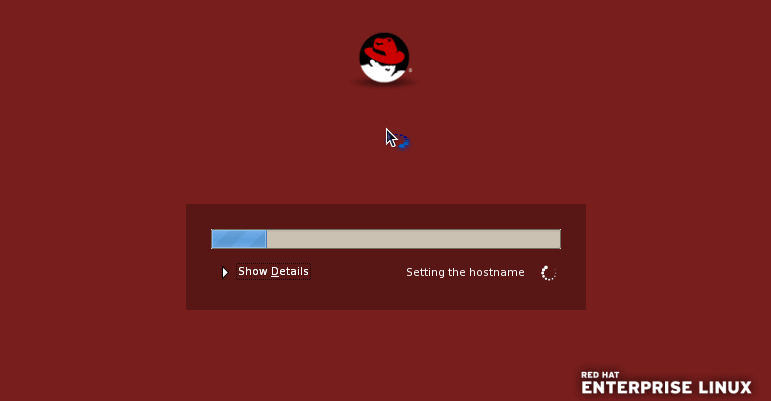 Show Details
Setting the hostname
RED HAT
ENTERPRISE LINUX